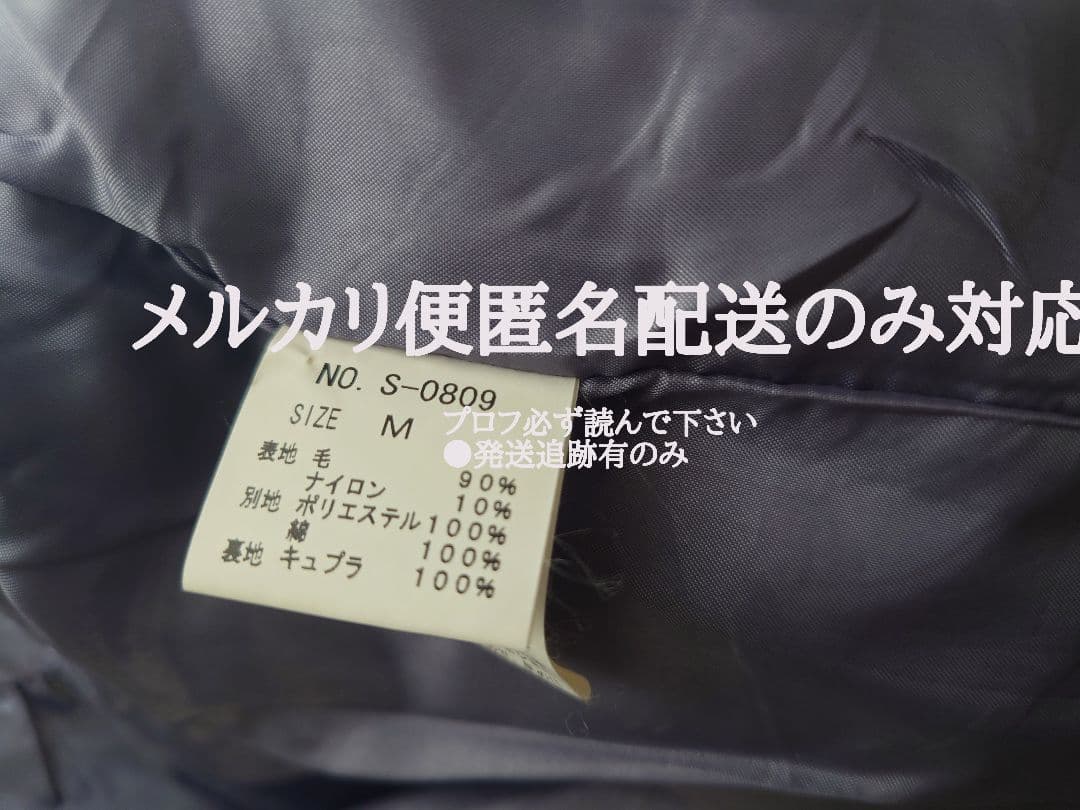 メルカリ便匿名配送のみ対応
NO. S-0809
SIZE M
プロフ必ず読んで下さい
●発送追跡有のみ
表地 毛 90%
ナイロン 10%
別地 ポリエステル 100%
綿 100%
裏地 キュプラ 100%